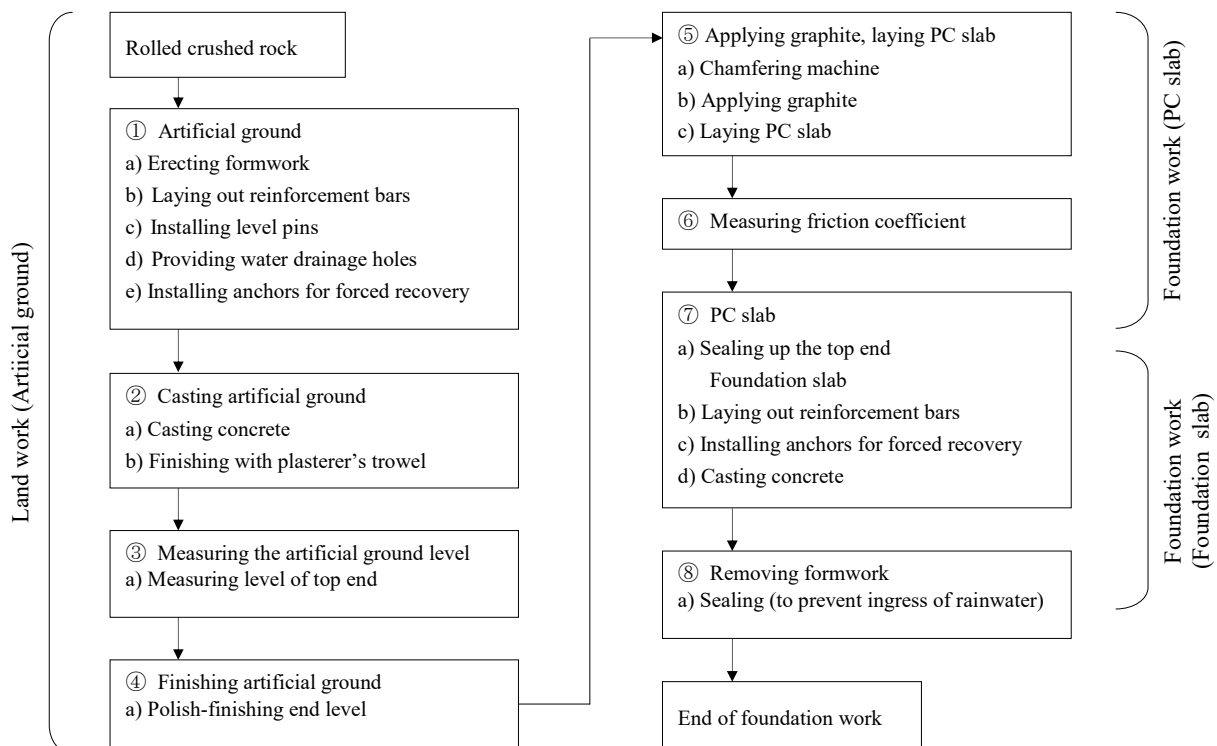 Land work (Artiicial ground)
Rolled crushed rock
① Artificial ground
a) Erecting formwork
b) Laying out reinforcement bars
c) Installing level pins
d) Providing water drainage holes
e) Installing anchors for forced recovery
② Casting artificial ground
a) Casting concrete
b) Finishing with plasterer’s trowel
③ Measuring the artificial ground level
a) Measuring level of top end
④ Finishing artificial ground
a) Polish-finishing end level
⑤ Applying graphite, laying PC slab
a) Chamfering machine
b) Applying graphite
c) Laying PC slab
⑥ Measuring friction coefficient
⑦ PC slab
a) Sealing up the top end
Foundation slab
b) Laying out reinforcement bars
c) Installing anchors for forced recovery
d) Casting concrete
⑧ Removing formwork
a) Sealing (to prevent ingress of rainwater)
End of foundation work
Foundation work (PC slab)
Foundation work
(Foundation slab)